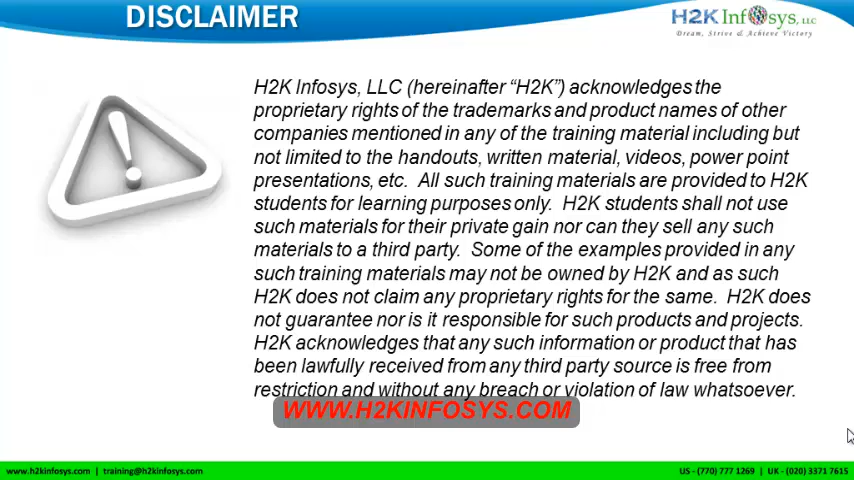 DISCLAIMER
H2K Infosys, LLC
Dream, Strive & Achieve Victory
H2K Infosys, LLC (hereinafter “H2K”) acknowledges the
proprietary rights of the trademarks and product names of other
companies mentioned in any of the training material including but
not limited to the handouts, written material, videos, power point
presentations, etc.  All such training materials are provided to H2K
students for learning purposes only.  H2K students shall not use
such materials for their private gain nor can they sell any such
materials to a third party.  Some of the examples provided in any
such training materials may not be owned by H2K and as such
H2K does not claim any proprietary rights for the same.  H2K does
not guarantee nor is it responsible for such products and projects.
H2K acknowledges that any such information or product that has
been lawfully received from any third party source is free from
restriction and without any breach or violation of law whatsoever.
WWW.H2KINFOSYS.COM
www.h2kinfosys.com | training@h2kinfosys.com
US - (770) 777 1269 | UK - (020) 3371 7615